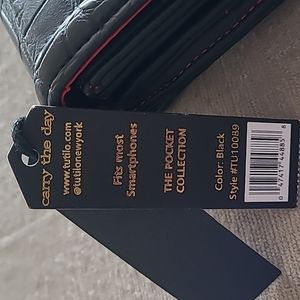 carry the day
www.tutilo.com
@tutilonewyork
Fits most
Smartphones
THE POCKET
COLLECTION
Color: Black
Style #TU10089